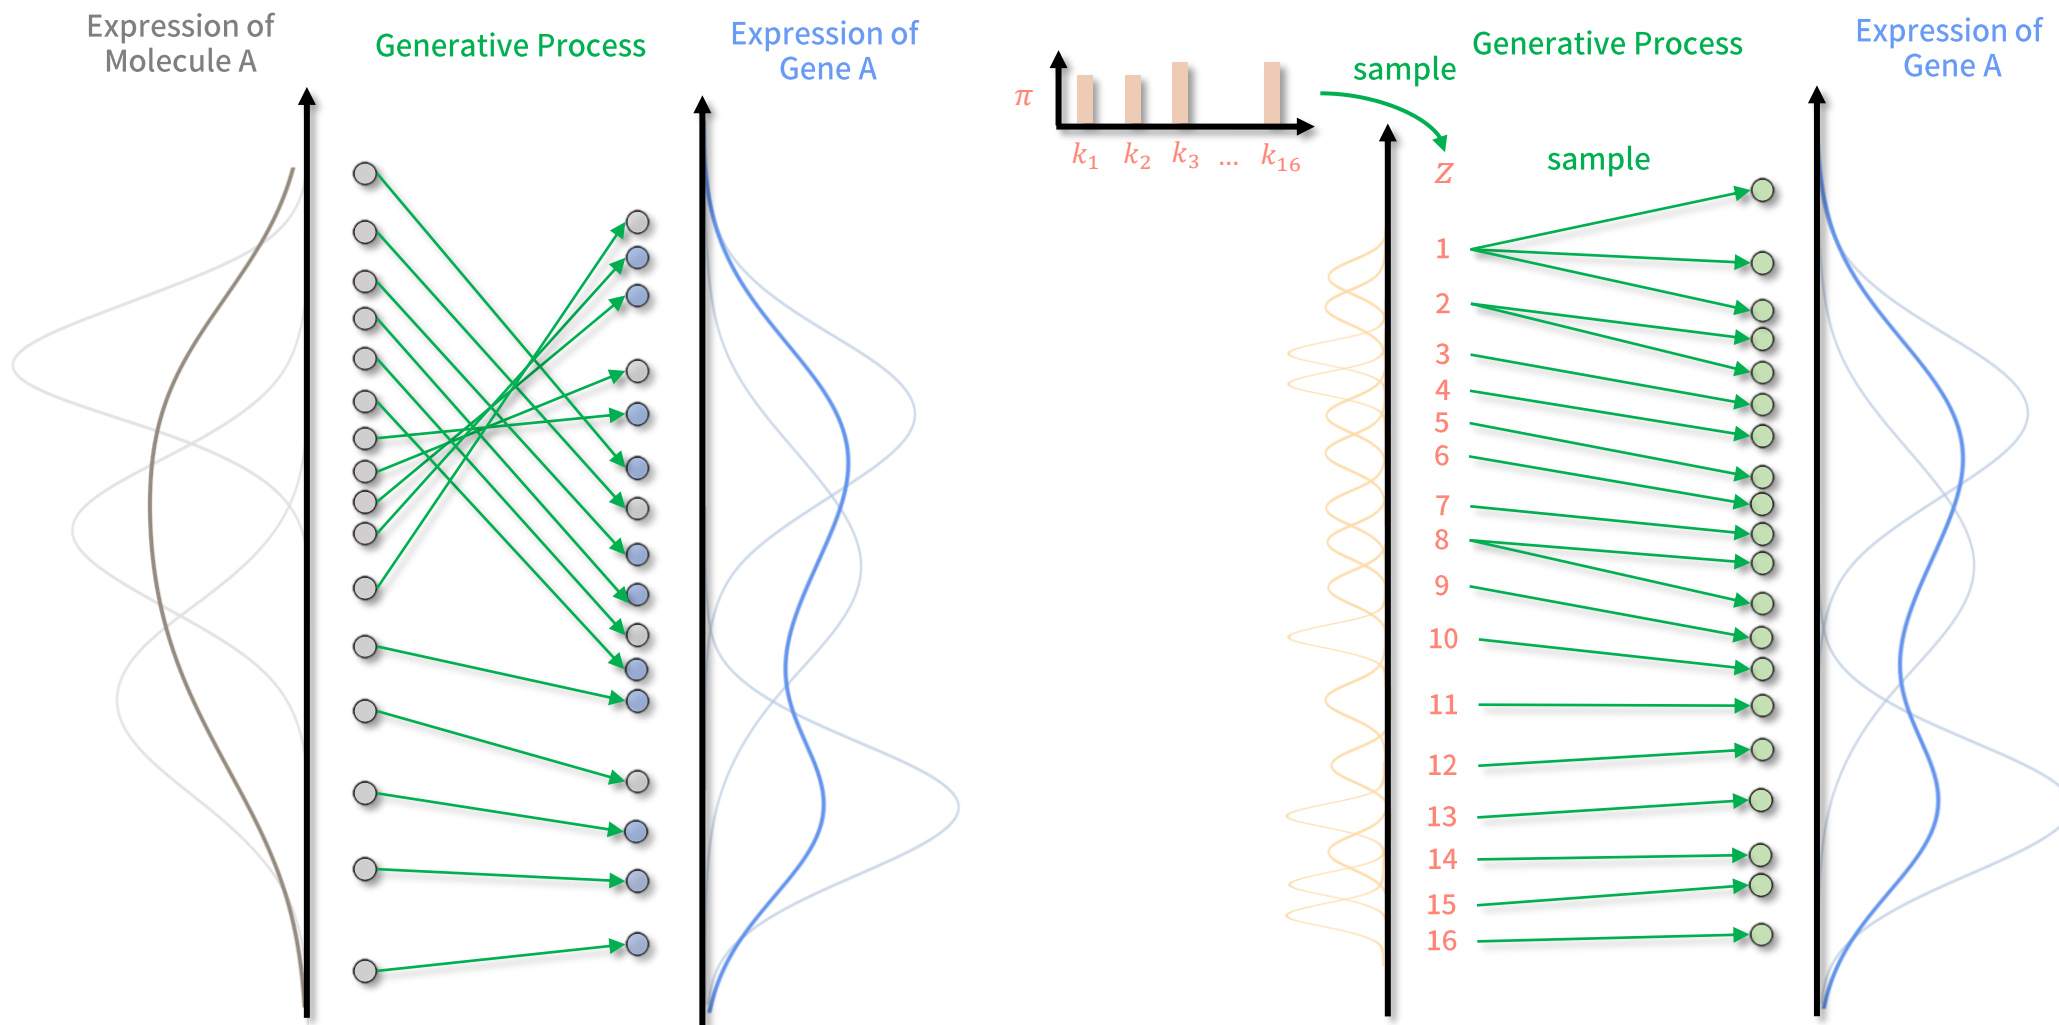 Expression of
Molecule A
Generative Process
Expression of
Gene A
π
k₁ k₂ k₃ ... k₁₆
sample
Generative Process
Expression of
Gene A
z
sample
1
2
3
4
5
6
7
8
9
10
11
12
13
14
15
16